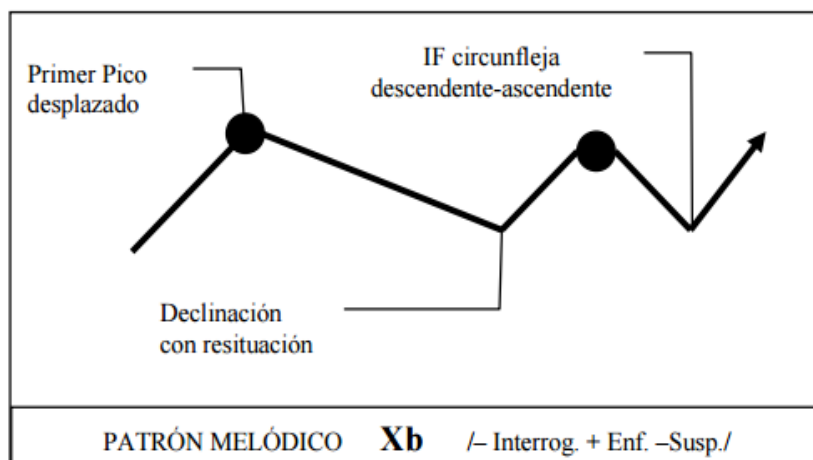 Primer Pico
desplazado
IF circunfleja
descendente-ascendente
Declinación
con resituación
PATRÓN MELÓDICO Xb /– Interrog. + Enf. –Susp./